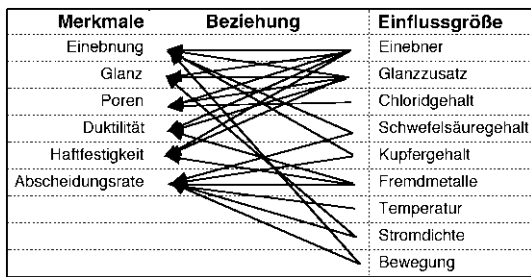 Merkmale Beziehung Einflussgröße
Einebnung Einebner
Glanz Glanzzusatz
Poren Chloridgehalt
Duktilität Schwefelsäuregehalt
Haftfestigkeit Kupfergehalt
Abscheidungsrate Fremdmetalle
Temperatur
Stromdichte
Bewegung